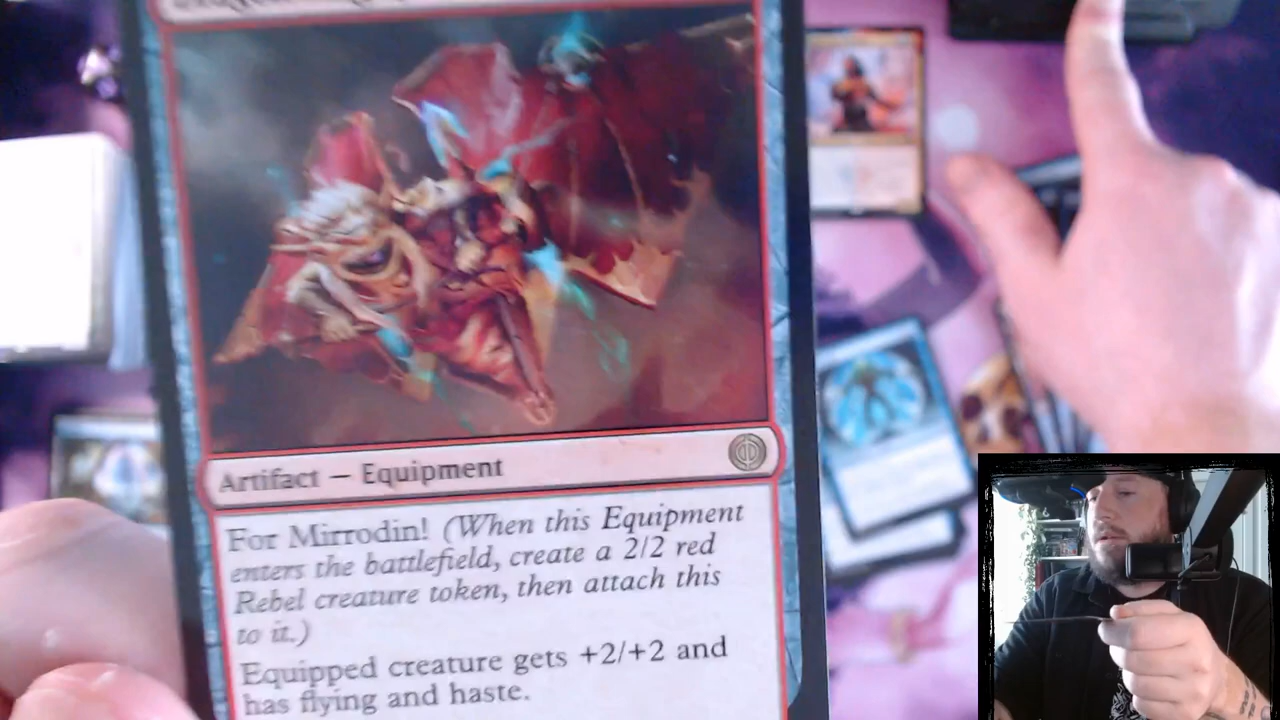 Artifact — Equipment
For Mirrodin! (When this Equipment
enters the battlefield, create a 2/2 red
Rebel creature token, then attach this
to it.)
Equipped creature gets +2/+2 and
has flying and haste.